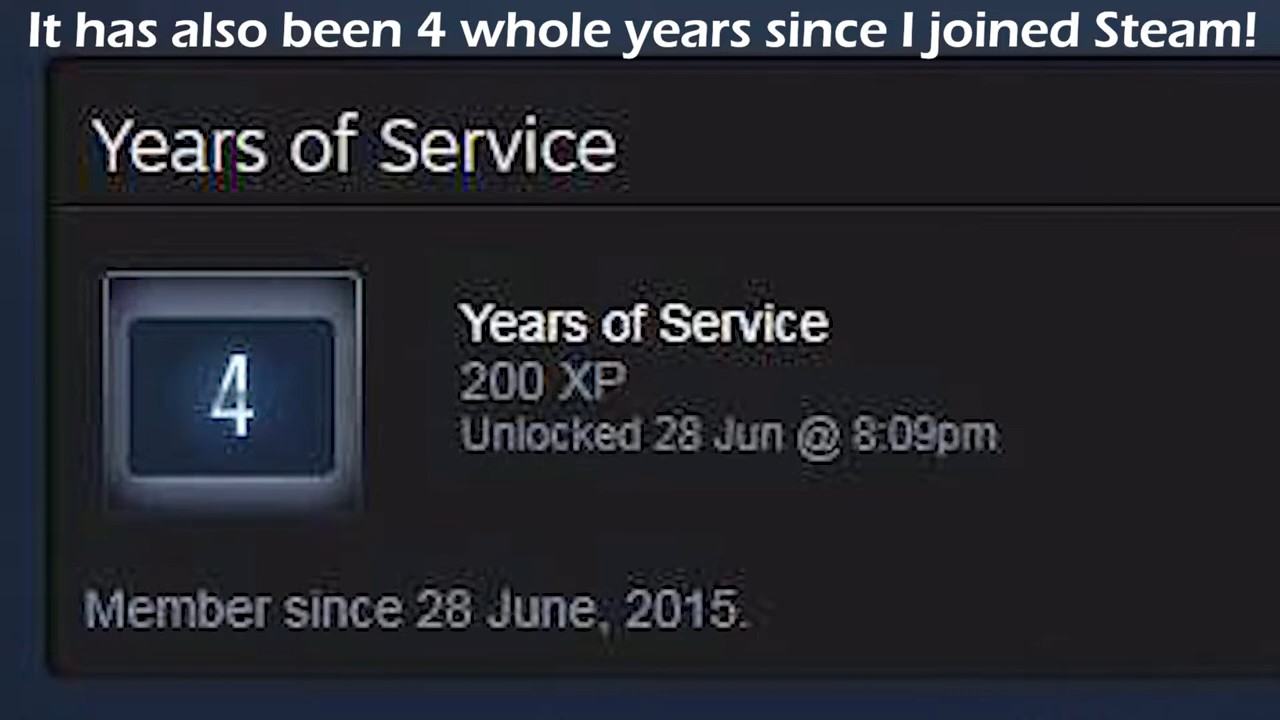 It has also been 4 whole years since I joined Steam!
Years of Service
4
Years of Service
200 XP
Unlocked 28 Jun @ 8:09pm
Member since 28 June, 2015.